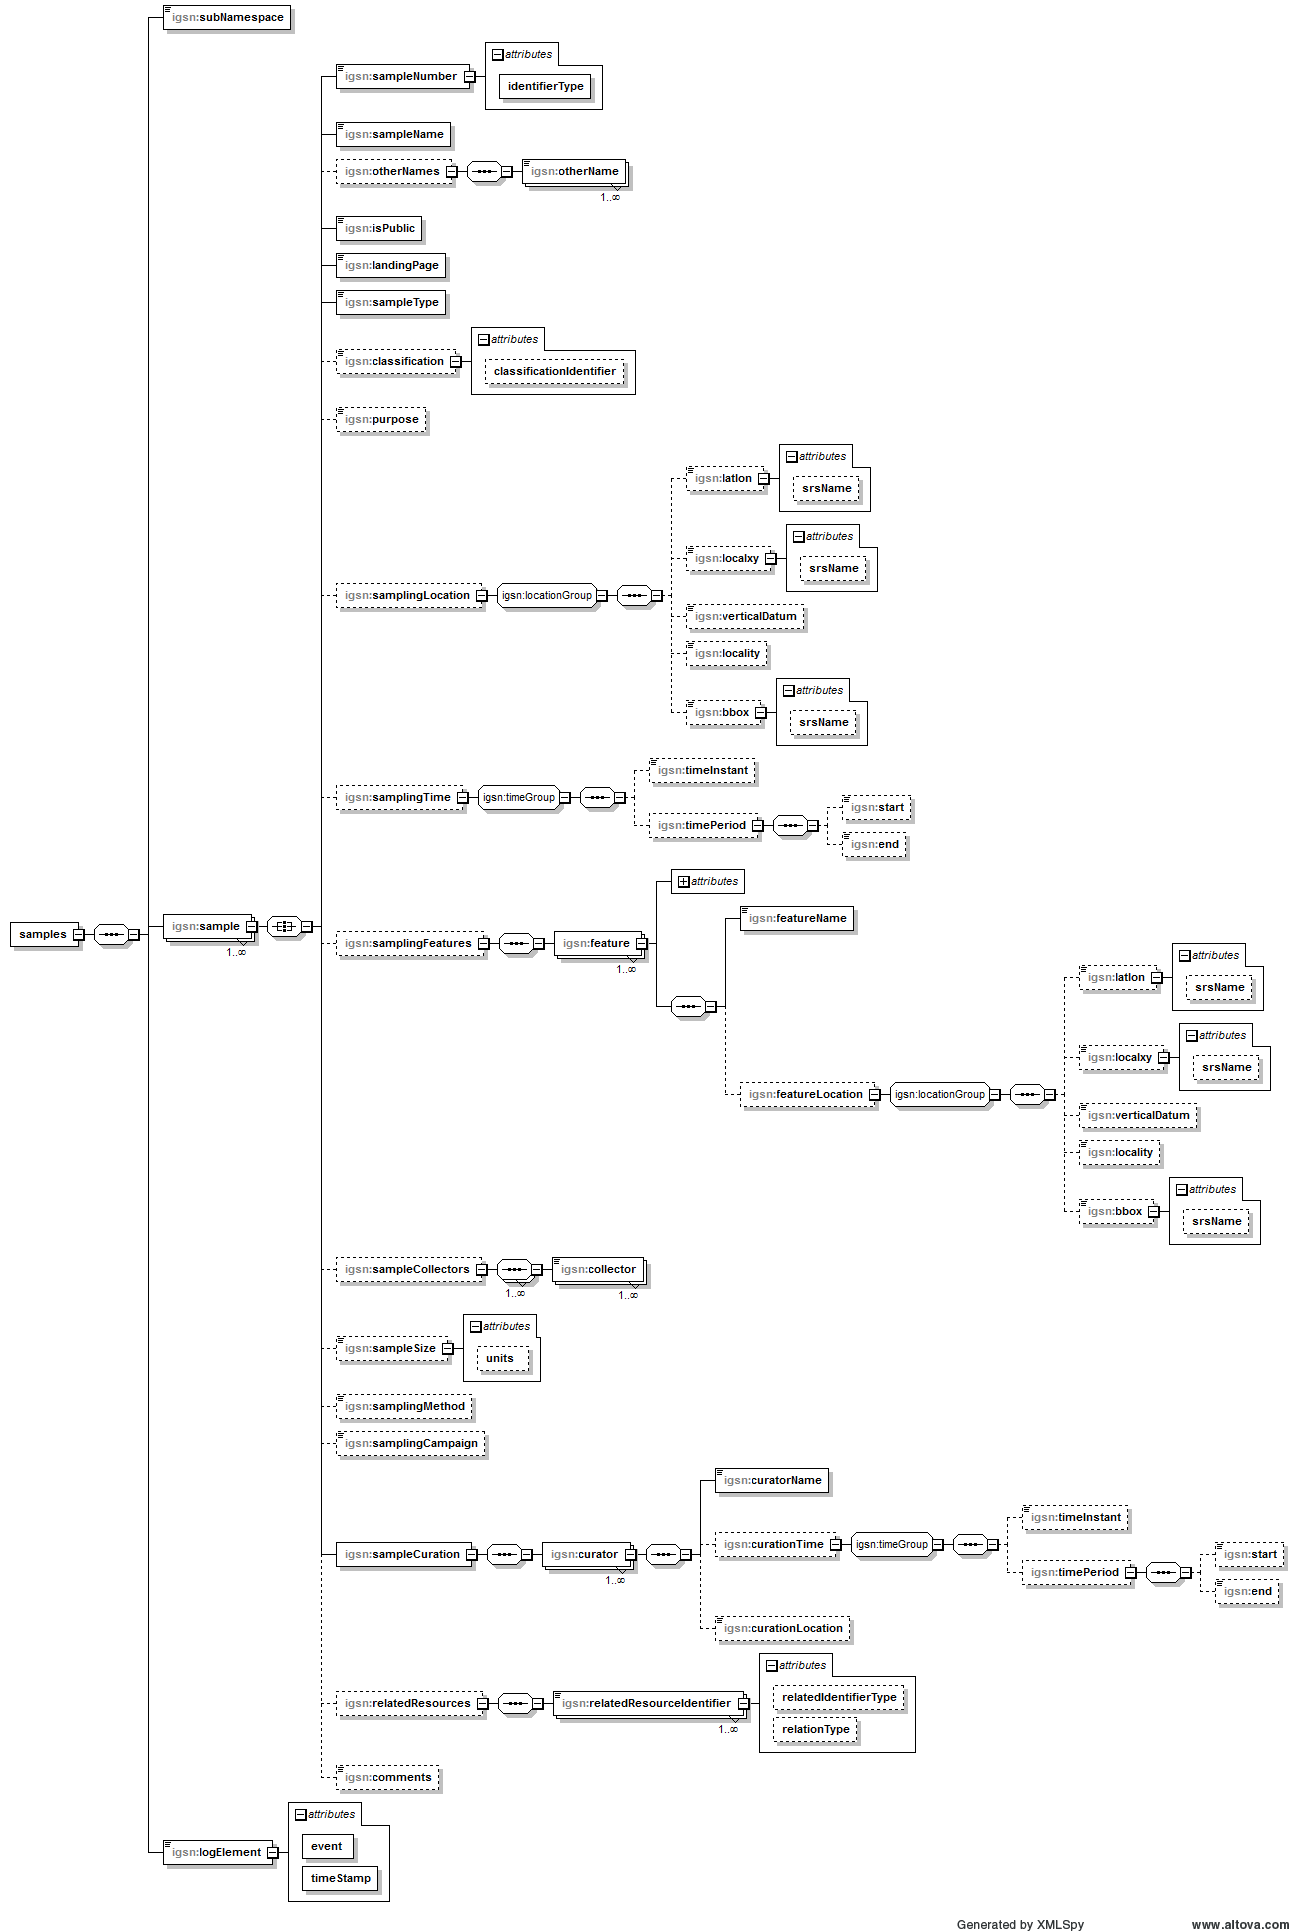 igsn:subNamespace
attributes
igsn:sampleNumber
identifierType
igsn:sampleName
igsn:otherNames
igsn:otherName
1..∞
igsn:isPublic
igsn:landingPage
igsn:sampleType
attributes
igsn:classification
classificationIdentifier
igsn:purpose
attributes
igsn:latlon
srsName
attributes
igsn:localxy
srsName
igsn:samplingLocation
igsn:locationGroup
igsn:verticalDatum
igsn:locality
attributes
igsn:bbox
srsName
igsn:timeInstant
igsn:samplingTime
igsn:timeGroup
igsn:start
igsn:timePeriod
igsn:end
attributes
igsn:featureName
samples
igsn:sample
1..∞
igsn:samplingFeatures
igsn:feature
1..∞
attributes
igsn:latlon
srsName
attributes
igsn:localxy
srsName
igsn:featureLocation
igsn:locationGroup
igsn:verticalDatum
igsn:locality
attributes
igsn:bbox
srsName
igsn:sampleCollectors
1..∞
igsn:collector
1..∞
attributes
igsn:sampleSize
units
igsn:samplingMethod
igsn:samplingCampaign
igsn:curatorName
igsn:timeInstant
igsn:sampleCuration
igsn:curator
1..∞
igsn:curationTime
igsn:timeGroup
igsn:start
igsn:timePeriod
igsn:end
igsn:curationLocation
attributes
igsn:relatedResources
igsn:relatedResourceIdentifier
1..∞
relatedIdentifierType
relationType
igsn:comments
attributes
igsn:logElement
event
timeStamp
Generated by XMLSpy
www.altova.com